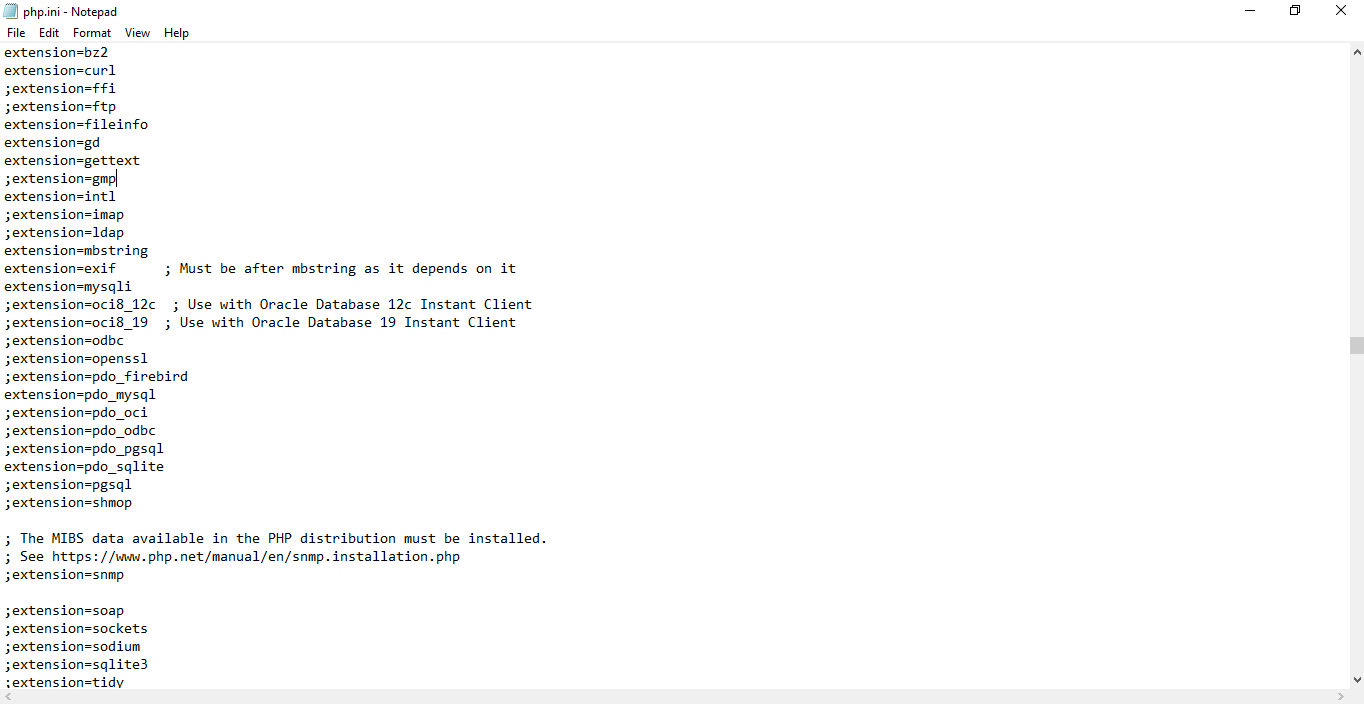 php.ini - Notepad
File Edit Format View Help
extension=bz2
extension=curl
;extension=ffi
;extension=ftp
extension=fileinfo
extension=gd
extension=gettext
;extension=gmp
extension=intl
;extension=imap
;extension=ldap
extension=mbstring
extension=exif      ; Must be after mbstring as it depends on it
extension=mysqli
;extension=oci8_12c  ; Use with Oracle Database 12c Instant Client
;extension=oci8_19  ; Use with Oracle Database 19 Instant Client
;extension=odbc
;extension=openssl
;extension=pdo_firebird
extension=pdo_mysql
;extension=pdo_oci
;extension=pdo_odbc
;extension=pdo_pgsql
extension=pdo_sqlite
;extension=pgsql
;extension=shmop
; The MIBS data available in the PHP distribution must be installed.
; See https://www.php.net/manual/en/snmp.installation.php
;extension=snmp
;extension=soap
;extension=sockets
;extension=sodium
;extension=sqlite3
;extension=tidy